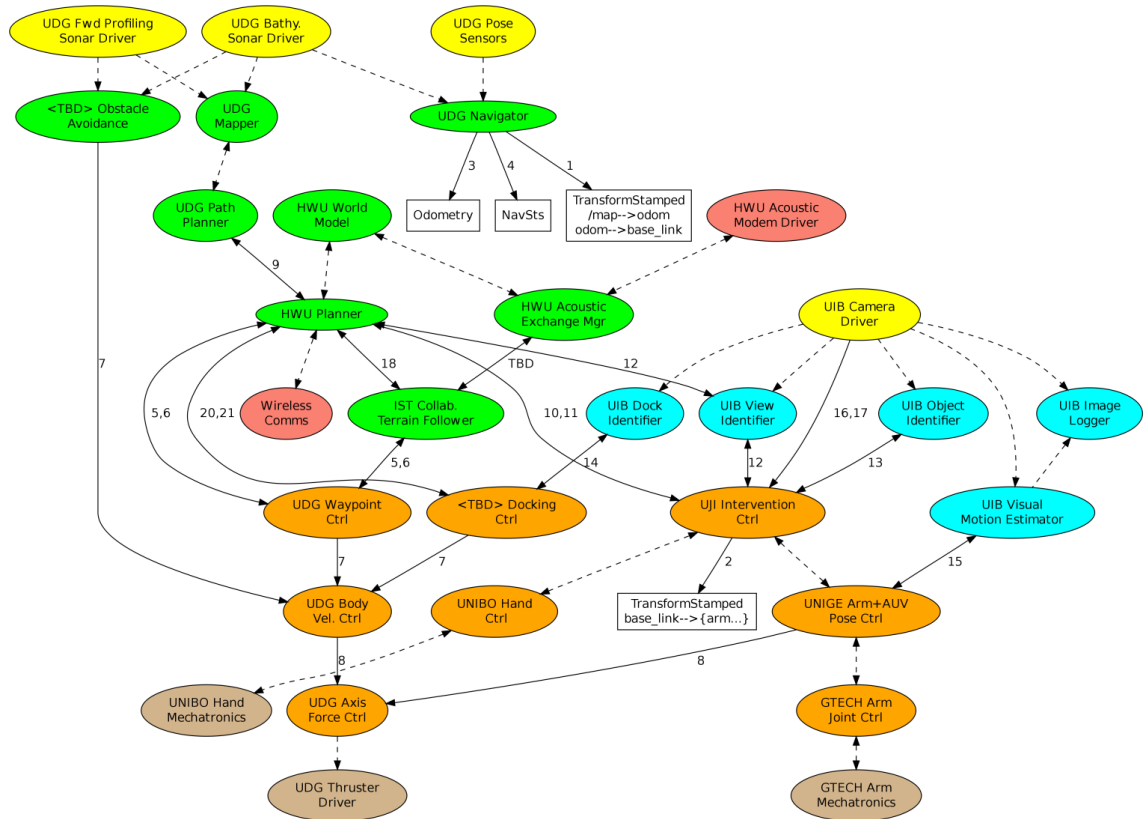 UDG Fwd Profiling
Sonar Driver
UDG Bathy.
Sonar Driver
UDG Pose
Sensors
<TBD> Obstacle
Avoidance
UDG
Mapper
UDG Navigator
3
4
1
Odometry
NavSts
TransformStamped
/map-->odom
odom-->base_link
UDG Path
Planner
HWU World
Model
HWU Acoustic
Modem Driver
9
HWU Planner
HWU Acoustic
Exchange Mgr
UIB Camera
Driver
7
18
TBD
12
5,6
20,21
10,11
16,17
Wireless
Comms
IST Collab.
Terrain Follower
UIB Dock
Identifier
UIB View
Identifier
UIB Object
Identifier
UIB Image
Logger
5,6
14
12
13
UDG Waypoint
Ctrl
<TBD> Docking
Ctrl
UJI Intervention
Ctrl
UIB Visual
Motion Estimator
7
7
2
15
UDG Body
Vel. Ctrl
UNIBO Hand
Ctrl
TransformStamped
base_link-->{arm...}
UNIGE Arm+AUV
Pose Ctrl
8
8
UNIBO Hand
Mechatronics
UDG Axis
Force Ctrl
GTECH Arm
Joint Ctrl
UDG Thruster
Driver
GTECH Arm
Mechatronics